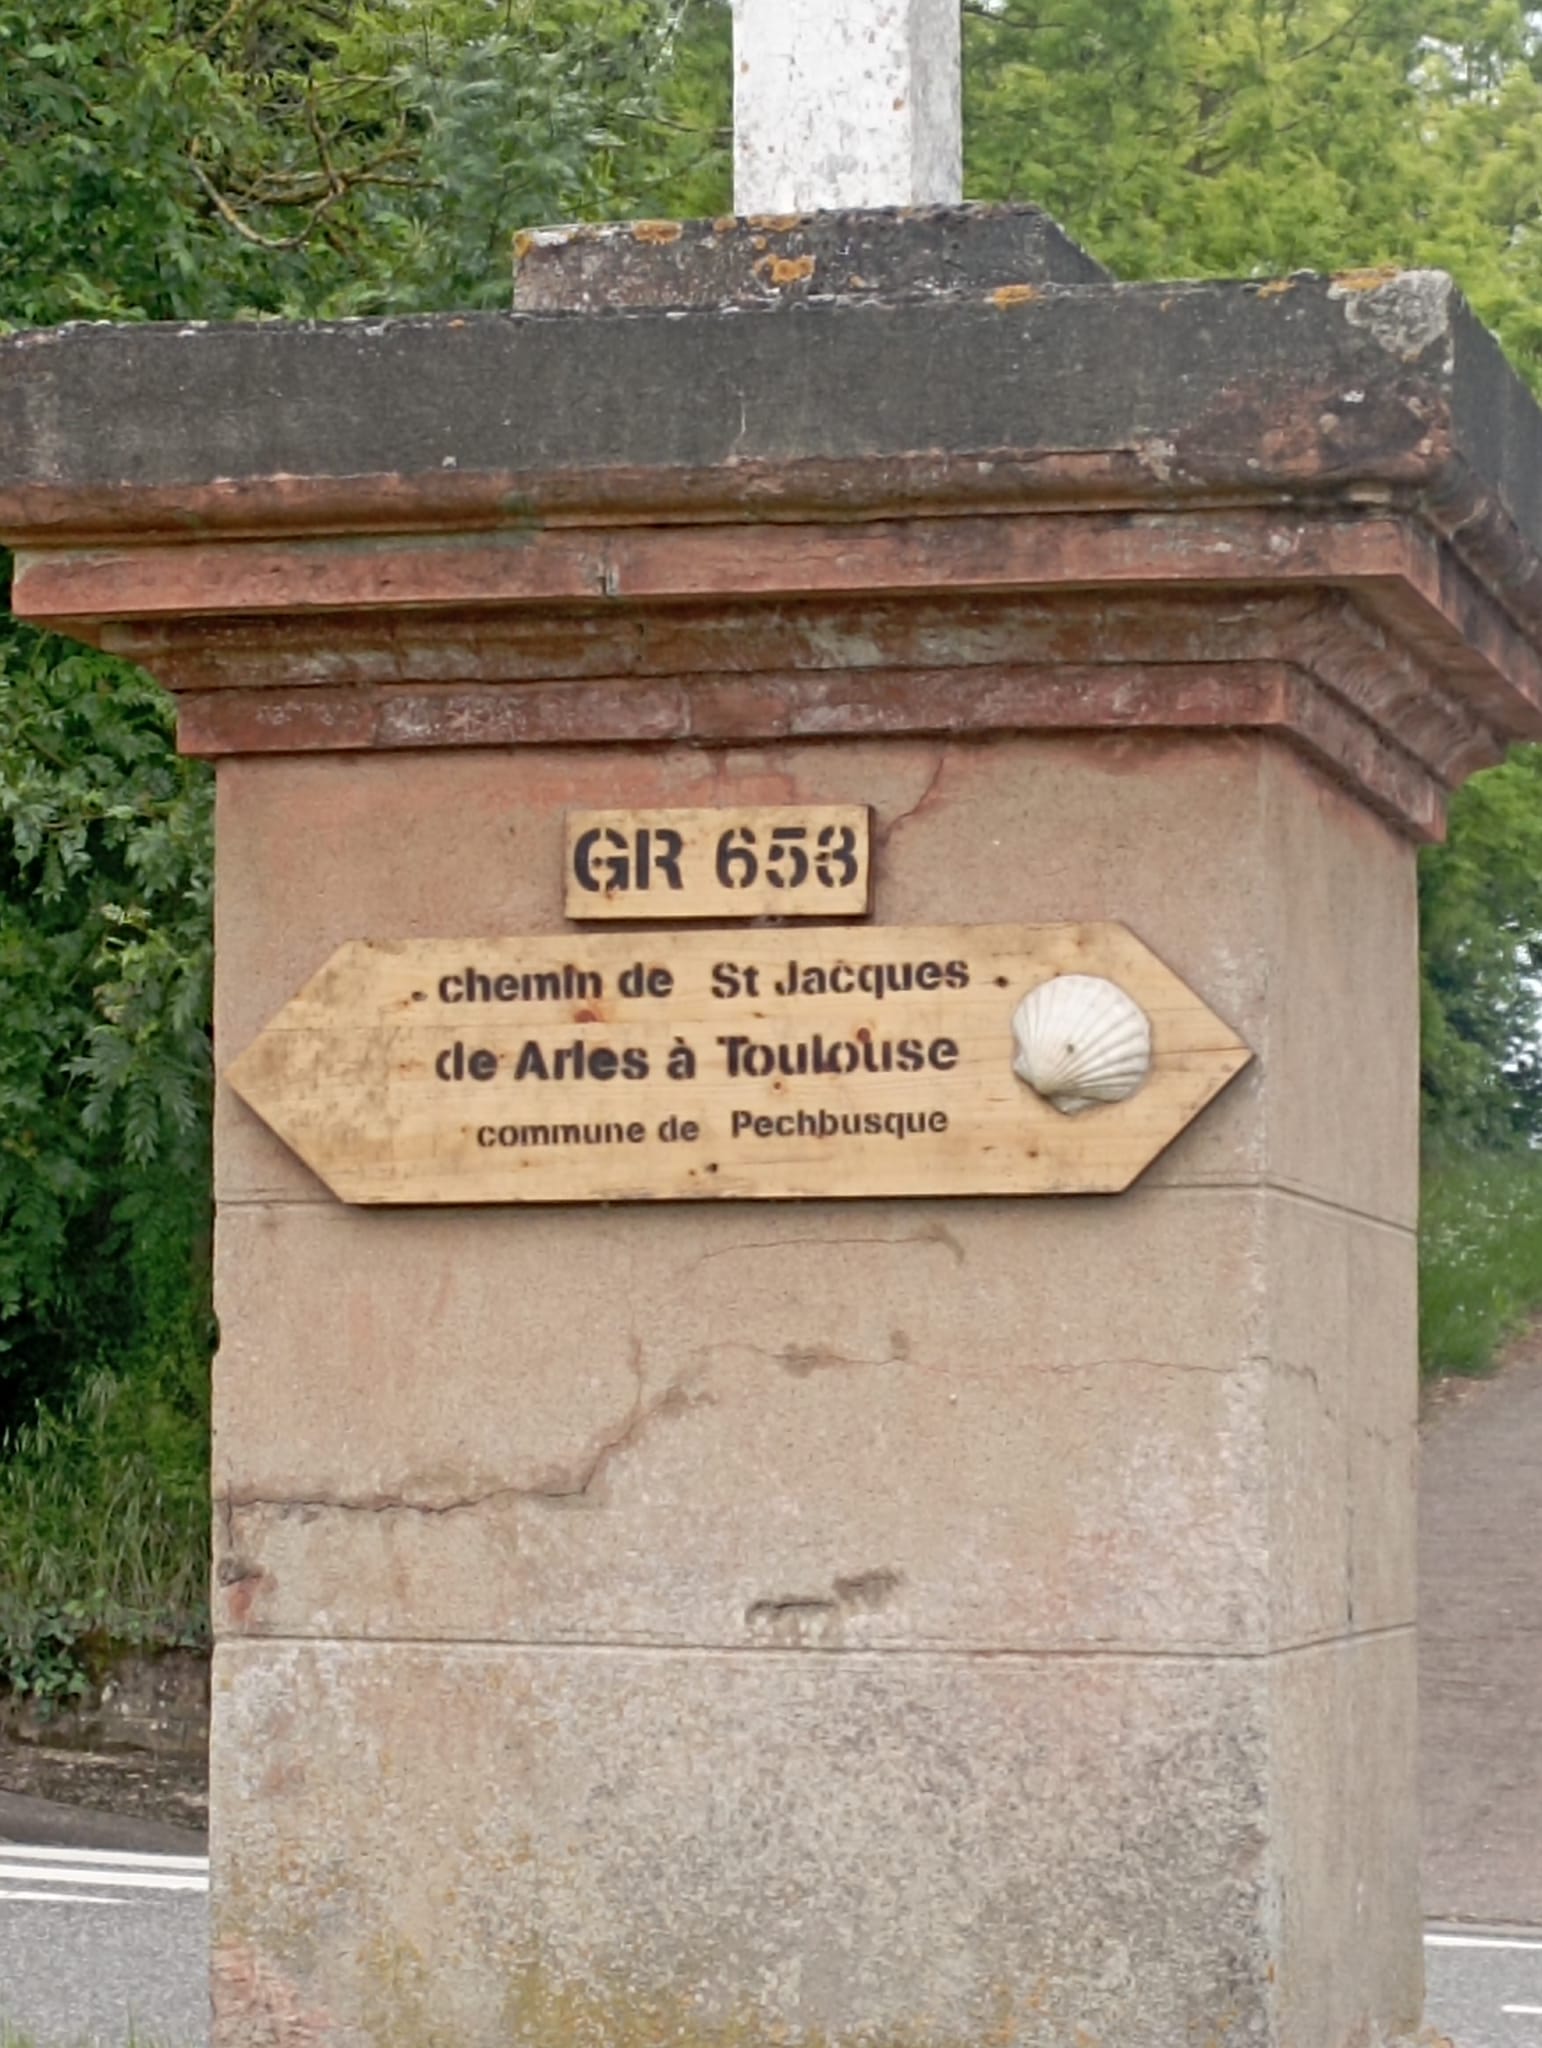 GR 653
chemin de St Jacques
de Arles à Toulouse
commune de Pechbusque